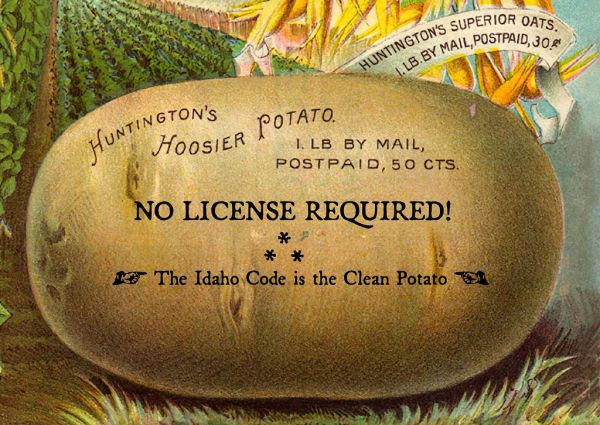 HUNTINGTON'S SUPERIOR OATS.
1. LB. BY MAIL, POSTPAID, 30¢
HUNTINGTON'S
HOOSIER POTATO.
1. LB BY MAIL,
POSTPAID, 50 CTS.
NO LICENSE REQUIRED!
*
* *
☞ The Idaho Code is the Clean Potato ☜